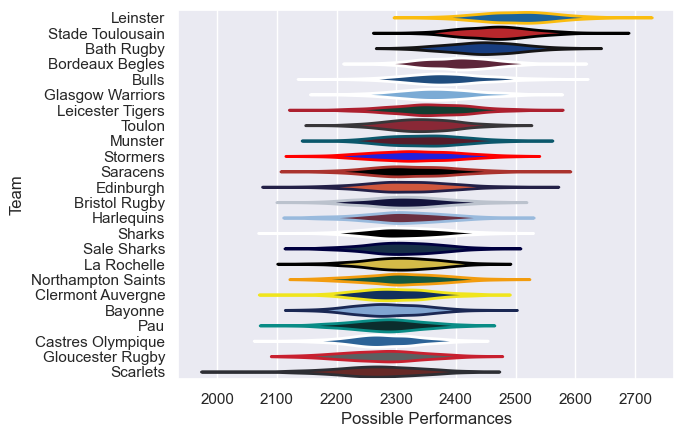 Leinster
Stade Toulousain
Bath Rugby
Bordeaux Begles
Bulls
Glasgow Warriors
Leicester Tigers
Toulon
Munster
Stormers
Saracens
Edinburgh
Bristol Rugby
Harlequins
Sharks
Sale Sharks
La Rochelle
Northampton Saints
Clermont Auvergne
Bayonne
Pau
Castres Olympique
Gloucester Rugby
Scarlets
Team
2000 2100 2200 2300 2400 2500 2600 2700
Possible Performances